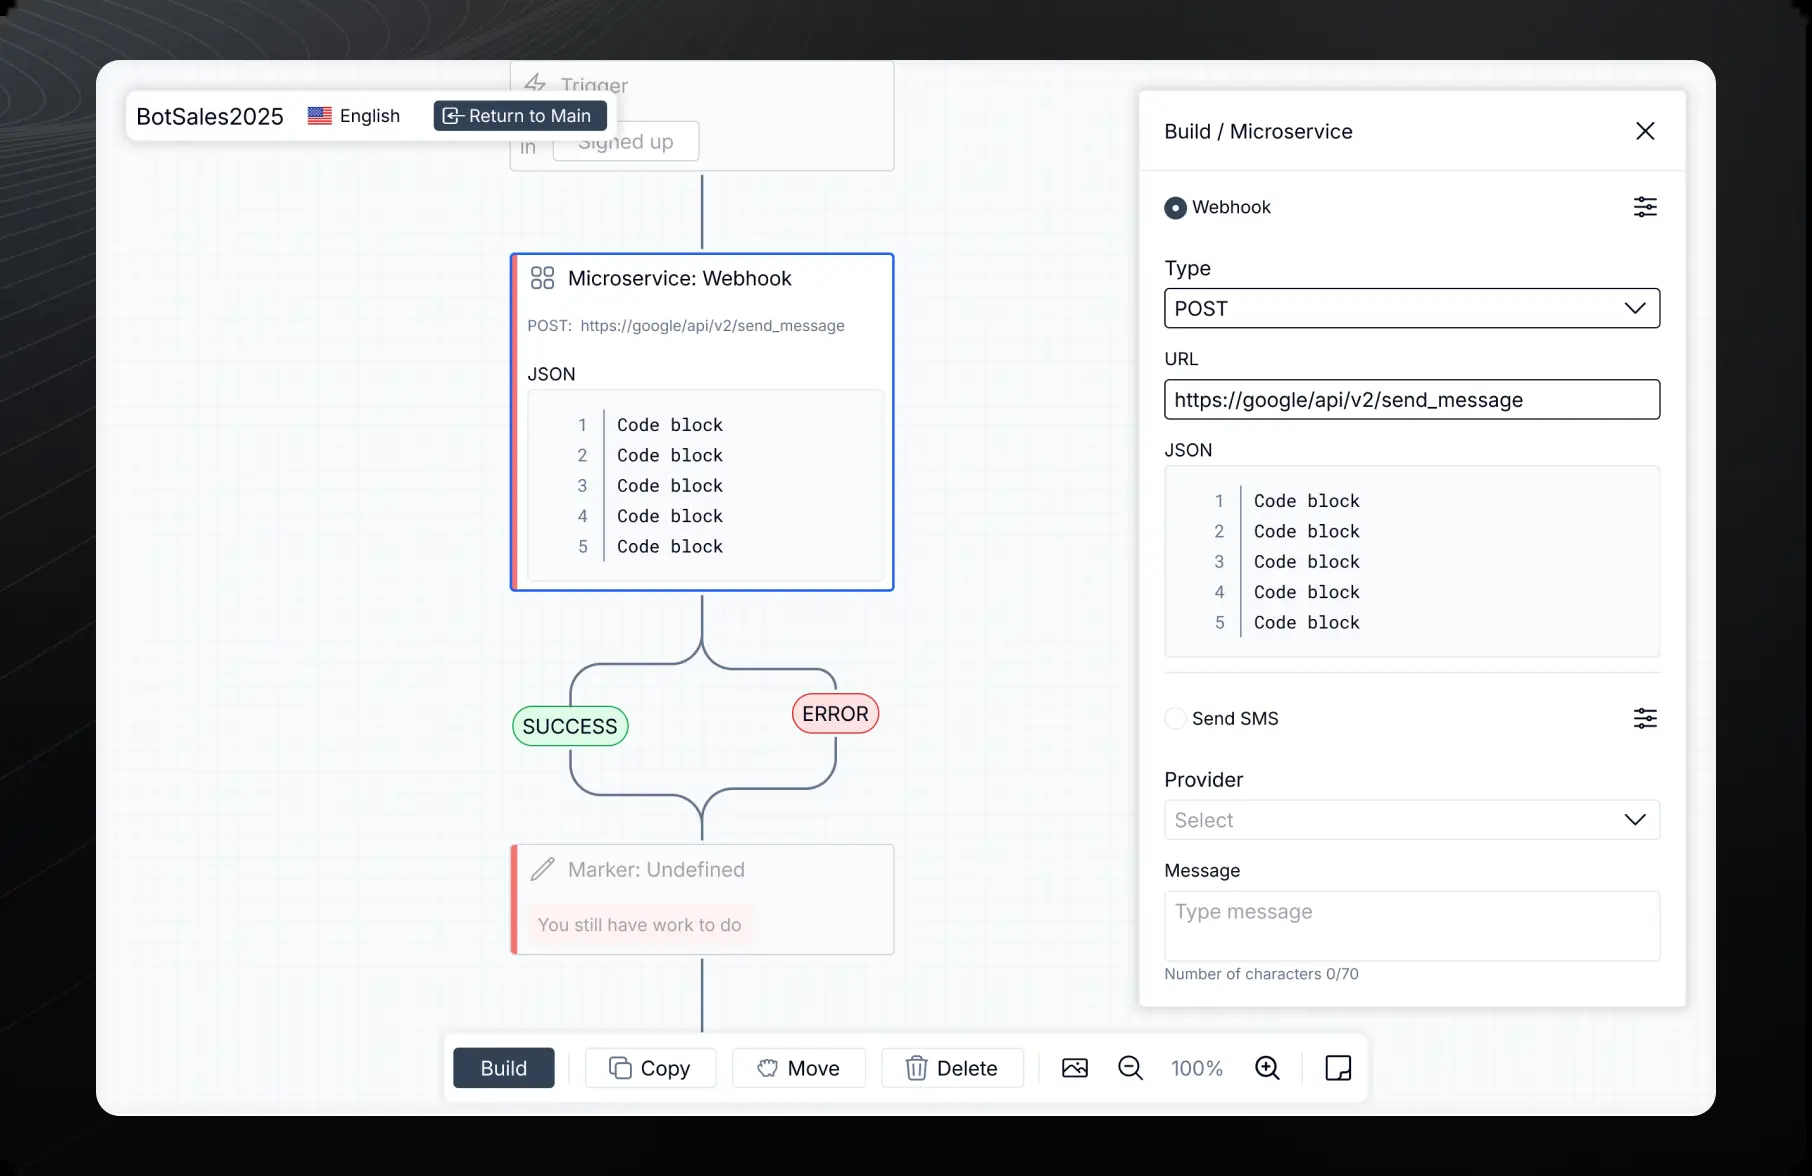 Trigger
BotSales2025 English Return to Main
in Signed up
Microservice: Webhook
POST: https://google/api/v2/send_message
JSON
1 Code block
2 Code block
3 Code block
4 Code block
5 Code block
SUCCESS
ERROR
Marker: Undefined
You still have work to do
Build / Microservice
Webhook
Type
POST
URL
https://google/api/v2/send_message
JSON
1 Code block
2 Code block
3 Code block
4 Code block
5 Code block
Send SMS
Provider
Select
Message
Type message
Number of characters 0/70
Build Copy Move Delete 100%